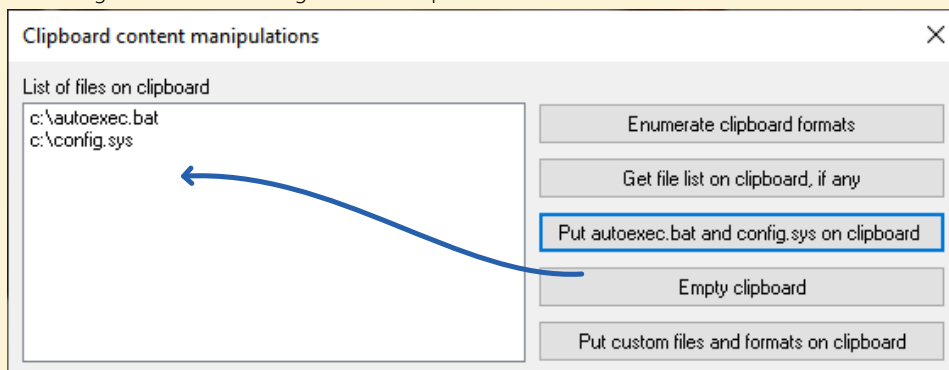 Clipboard content manipulations
List of files on clipboard
c:\autoexec.bat
c:\config.sys
Enumerate clipboard formats
Get file list on clipboard, if any
Put autoexec.bat and config.sys on clipboard
Empty clipboard
Put custom files and formats on clipboard